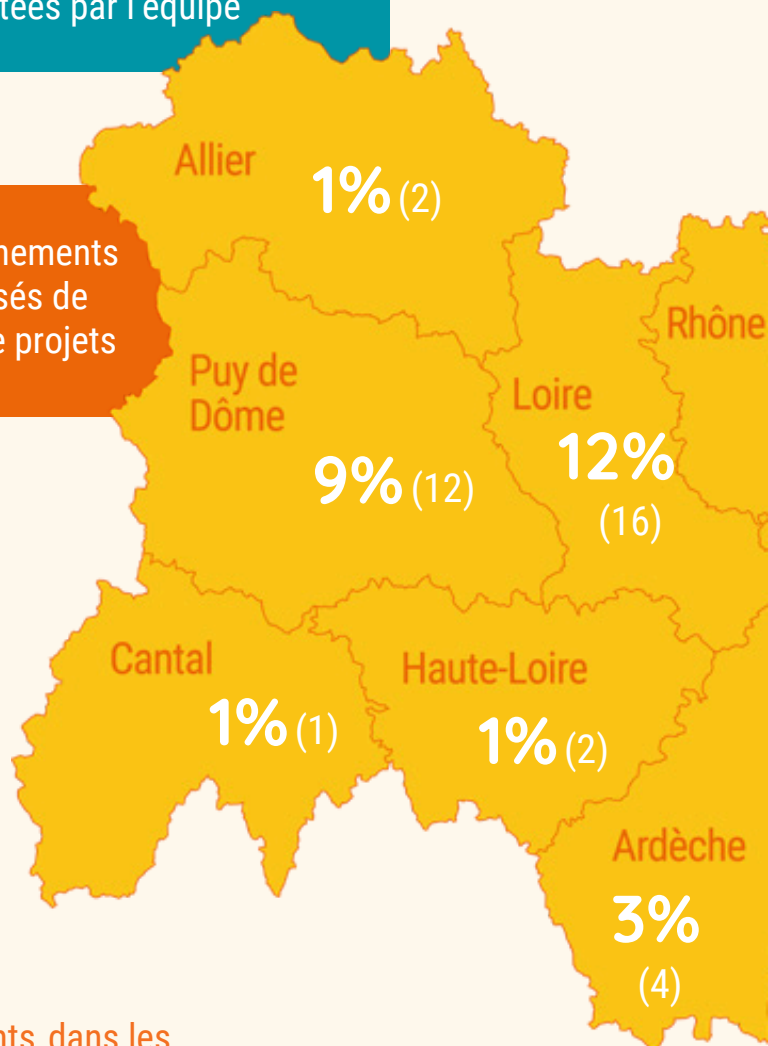 tées par l'équipe
Allier
1% (2)
nements
sés de
e projets
Rhône
Puy de
Dôme
Loire
12%
(16)
9% (12)
Cantal
1% (1)
Haute-Loire
1% (2)
Ardèche
3%
(4)
nts dans les